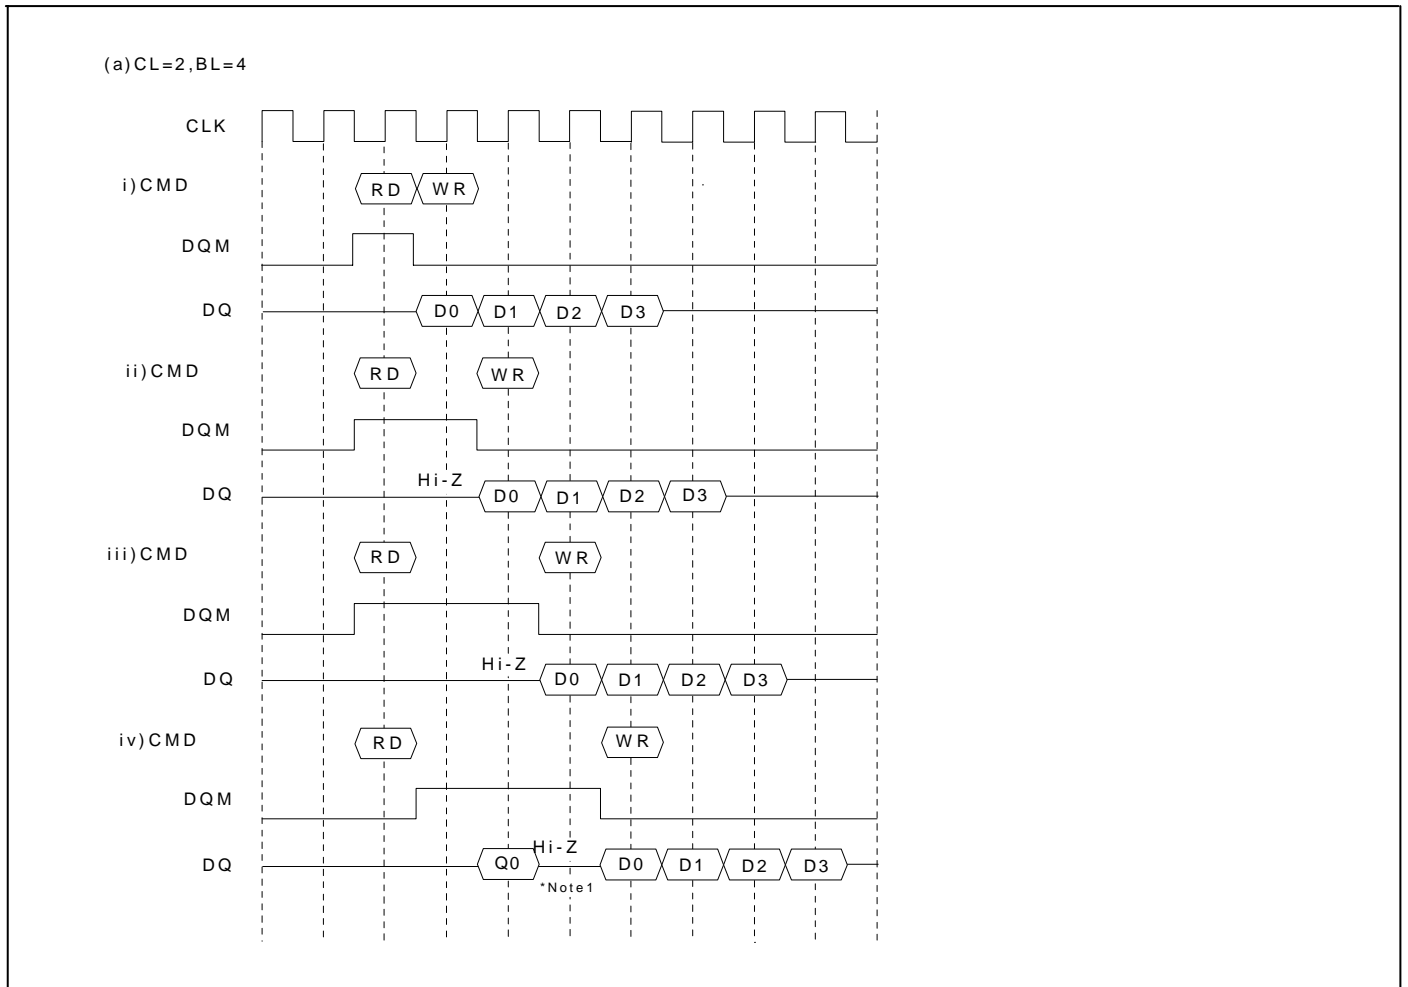 (a)CL=2,BL=4
CLK
i)CMD RD WR
DQM
DQ D0 D1 D2 D3
ii)CMD RD WR
DQM
Hi-Z
DQ D0 D1 D2 D3
iii)CMD RD WR
DQM
Hi-Z
DQ D0 D1 D2 D3
iv)CMD RD WR
DQM
Hi-Z
DQ Q0 D0 D1 D2 D3
*Note1